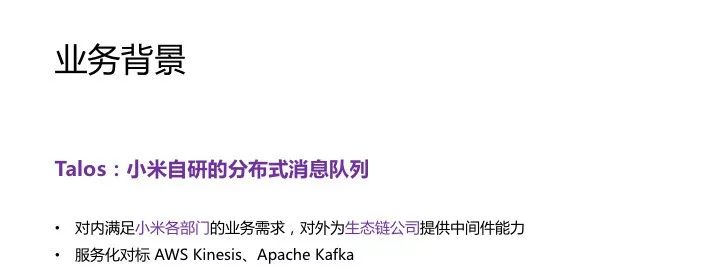 业务背景
Talos：小米自研的分布式消息队列
• 对内满足小米各部门的业务需求，对外为生态链公司提供中间件能力
• 服务化对标 AWS Kinesis、Apache Kafka